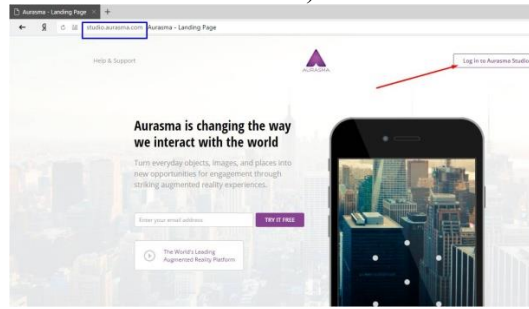 Aurasma - Landing Page
studio.aurasma.com Aurasma - Landing Page
Help & Support
AURASMA
Log In to Aurasma Studio
Aurasma is changing the way
we interact with the world
Turn everyday objects, images, and places into
new opportunities for engagement through
striking augmented reality experiences.
Enter your email address
TRY IT FREE
The World's Leading
Augmented Reality Platform